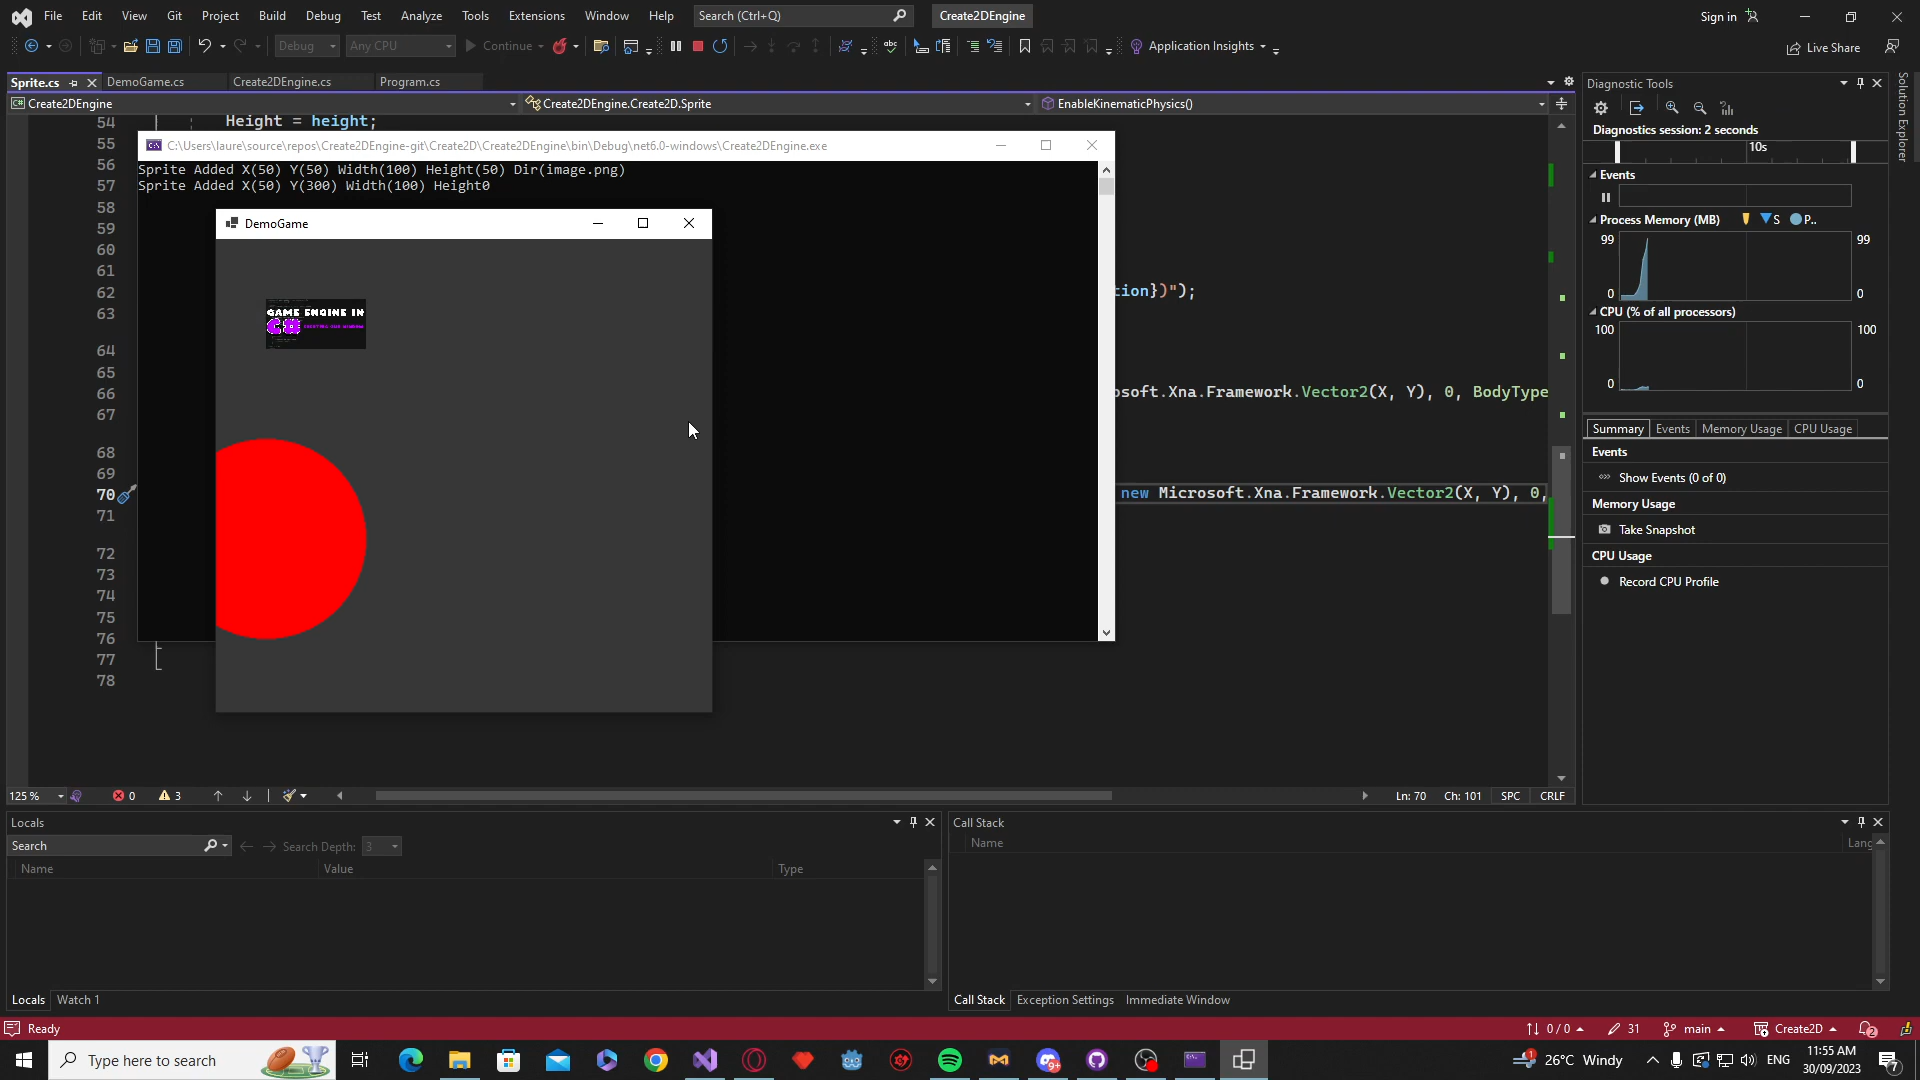 File Edit View Git Project Build Debug Test Analyze Tools Extensions Window Help Search (Ctrl+Q) Create2DEngine Sign in
Debug Any CPU Continue Application Insights Live Share
Sprite.cs DemoGame.cs Create2DEngine.cs Program.cs
Create2DEngine Create2DEngine.Create2D.Sprite EnableKinematicPhysics()
54 Height = height;
55
56
57
58
59
60
61
62
63
64
65
66
67
68
69
70
71
72
73
74
75
76
77
78
C:\Users\laure\source\repos\Create2DEngine-git\Create2D\Create2DEngine\bin\Debug\net6.0-windows\Create2DEngine.exe
Sprite Added X(50) Y(50) Width(100) Height(50) Dir(image.png)
Sprite Added X(50) Y(300) Width(100) Height0
DemoGame
GAME ENGINE IN
C#
tion})");
osoft.Xna.Framework.Vector2(X, Y), 0, BodyType
new Microsoft.Xna.Framework.Vector2(X, Y), 0,
125 % 0 3 Ln: 70 Ch: 101 SPC CRLF
Diagnostic Tools
Diagnostics session: 2 seconds
10s
Events
Process Memory (MB) S P..
99 99
0 0
CPU (% of all processors)
100 100
0 0
Summary Events Memory Usage CPU Usage
Events
Show Events (0 of 0)
Memory Usage
Take Snapshot
CPU Usage
Record CPU Profile
Solution Explorer
Locals
Search Search Depth: 3
Name Value Type
Locals Watch 1
Call Stack
Name Lang
Call Stack Exception Settings Immediate Window
Ready 0 / 0 31 main Create2D 2
Type here to search 9+ 1 26°C Windy ENG 11:55 AM
30/09/2023 7